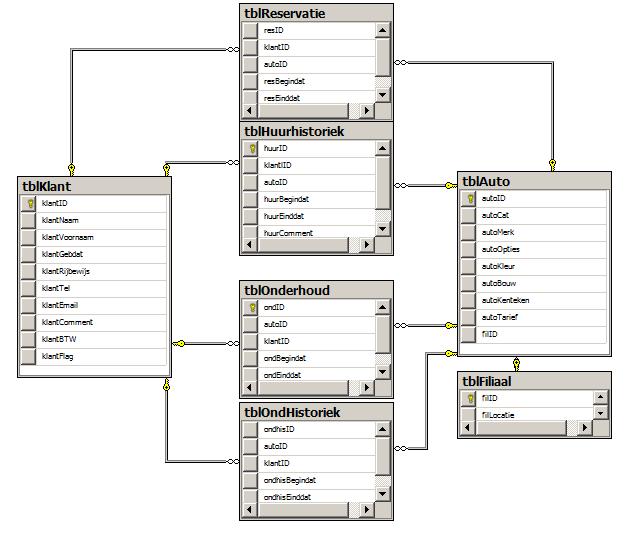 tblReservatie
resID
klantID
autoID
resBegindat
resEinddat
tblHuurhistoriek
huurID
klantID
autoID
huurBegindat
huurEinddat
huurComment
tblKlant
klantID
klantNaam
klantVoornaam
klantGebdat
klantRijbewijs
klantTel
klantEmail
klantComment
klantBTW
klantFlag
tblAuto
autoID
autoCat
autoMerk
autoOpties
autoKleur
autoBouw
autoKenteken
autoTarief
filID
tblOnderhoud
ondID
autoID
klantID
ondBegindat
ondEinddat
tblFiliaal
filID
filLocatie
tblOndHistoriek
ondhisID
autoID
klantID
ondhisBegindat
ondhisEinddat